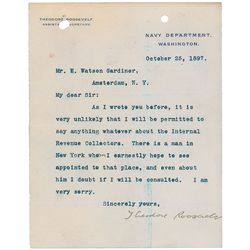 THEODORE ROOSEVELT,
ASSISTANT SECRETARY.
NAVY DEPARTMENT,
WASHINGTON.
October 25, 1897.
Mr. H. Watson Gardiner,
Amsterdam, N. Y.
My dear Sir:
As I wrote you before, it is
very unlikely that I will be permitted to
say anything whatever about the Internal
Revenue Collectors. There is a man in
New York whom I earnestly hope to see
appointed to that place, and even about
him I doubt if I will be consulted. I am
very sorry.
Sincerely yours,
Theodore Roosevelt